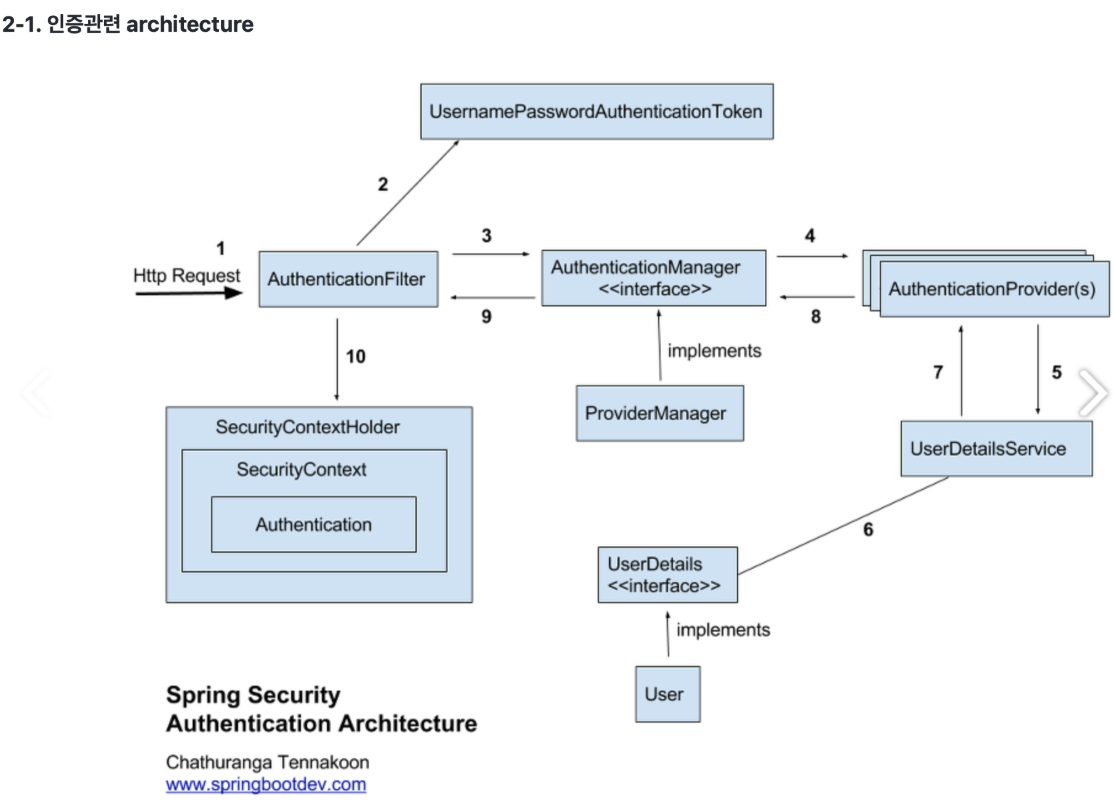 2-1. 인증관련 architecture
UsernamePasswordAuthenticationToken
2
1
Http Request
AuthenticationFilter
3
9
AuthenticationManager
<<interface>>
4
8
AuthenticationProvider(s)
10
implements
ProviderManager
7
5
UserDetailsService
SecurityContextHolder
SecurityContext
Authentication
6
UserDetails
<<interface>>
implements
User
Spring Security
Authentication Architecture
Chathuranga Tennakoon
www.springbootdev.com